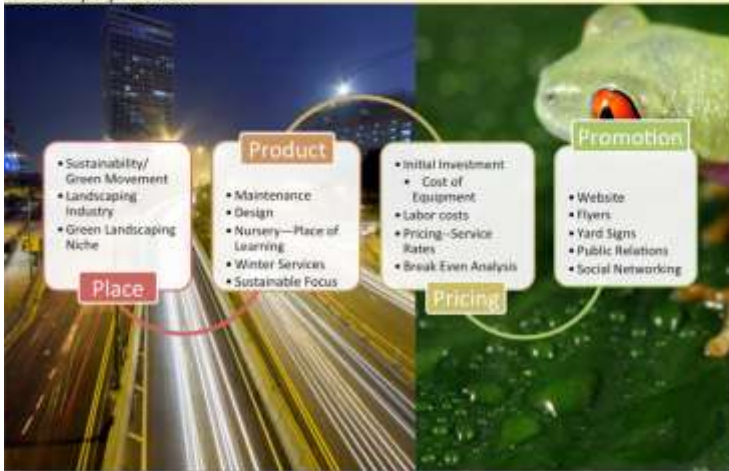 • Sustainability/
Green Movement
• Landscaping
Industry
• Green Landscaping
Niche
Place
Product
• Maintenance
• Design
• Nursery—Place of
Learning
• Winter Services
• Sustainable Focus
• Initial Investment
• Cost of
Equipment
• Labor costs
• Pricing--Service
Rates
• Break Even Analysis
Pricing
Promotion
• Website
• Flyers
• Yard Signs
• Public Relations
• Social Networking